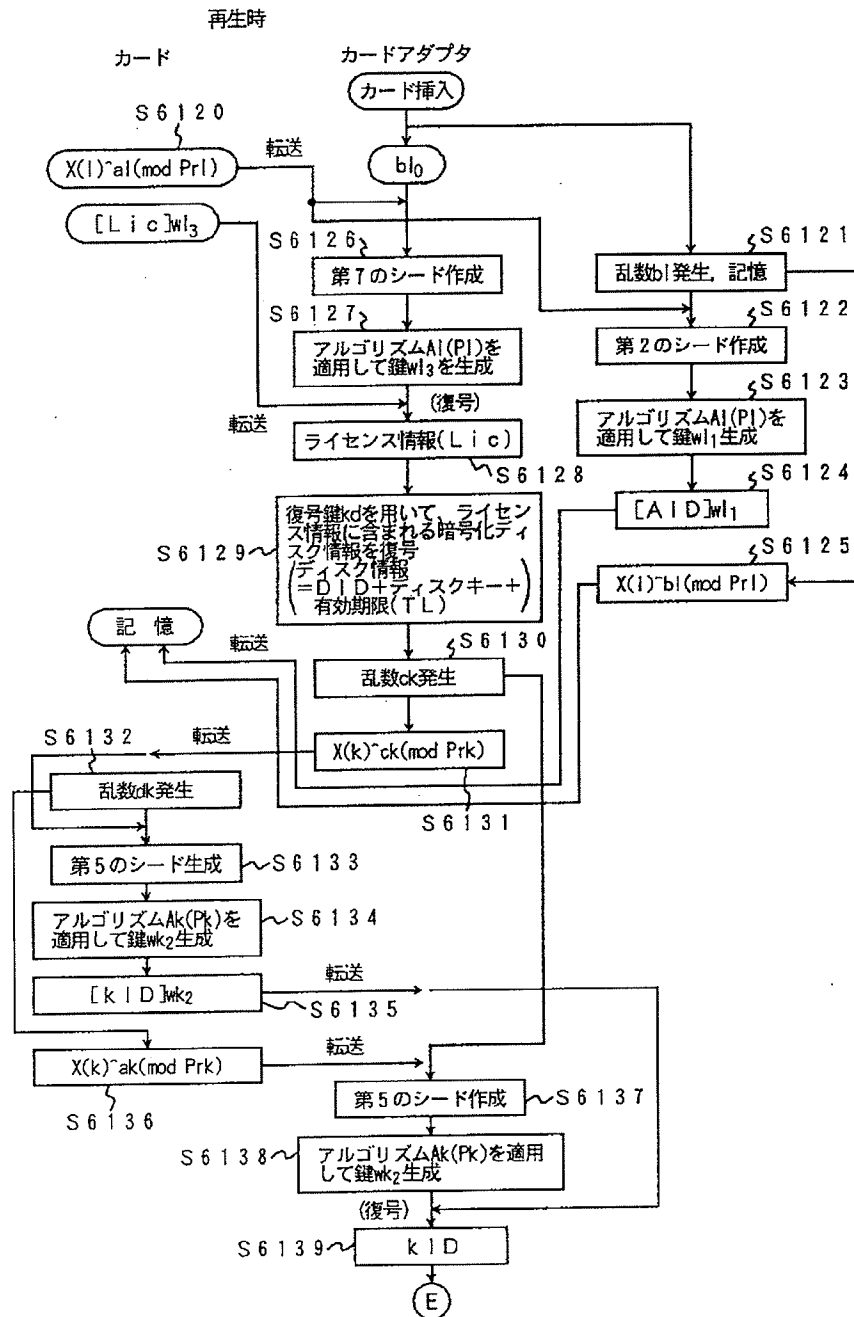 再生時
カード
カードアダプタ
カード挿入
S6120
転送
X(l)^al(mod Prl)
bl0
[Lic]wl3
S6126
S6121
第7のシード作成
乱数bl発生,記憶
S6127
S6122
アルゴリズムAl(Pl)を
適用して鍵wl3を生成
第2のシード作成
転送
(復号)
S6123
ライセンス情報(Lic)
アルゴリズムAl(Pl)を
適用して鍵wl1生成
S6128
S6124
復号鍵kdを用いて、ライセン
ス情報に含まれる暗号化ディ
スク情報を復号
(ディスク情報
=DID+ディスクキー+
有効期限(TL))
[AID]wl1
S6129
S6125
X(i)^bl(mod Prl)
記憶
転送
S6130
乱数ck発生
S6132
転送
X(k)^ck(mod Prk)
乱数dk発生
S6131
第5のシード生成
S6133
アルゴリズムAk(Pk)を
適用して鍵wk2生成
S6134
[kID]wk2
転送
S6135
X(k)^ak(mod Prk)
転送
S6136
第5のシード作成
S6137
S6138
アルゴリズムAk(Pk)を適用
して鍵wk2生成
(復号)
S6139
kID
E